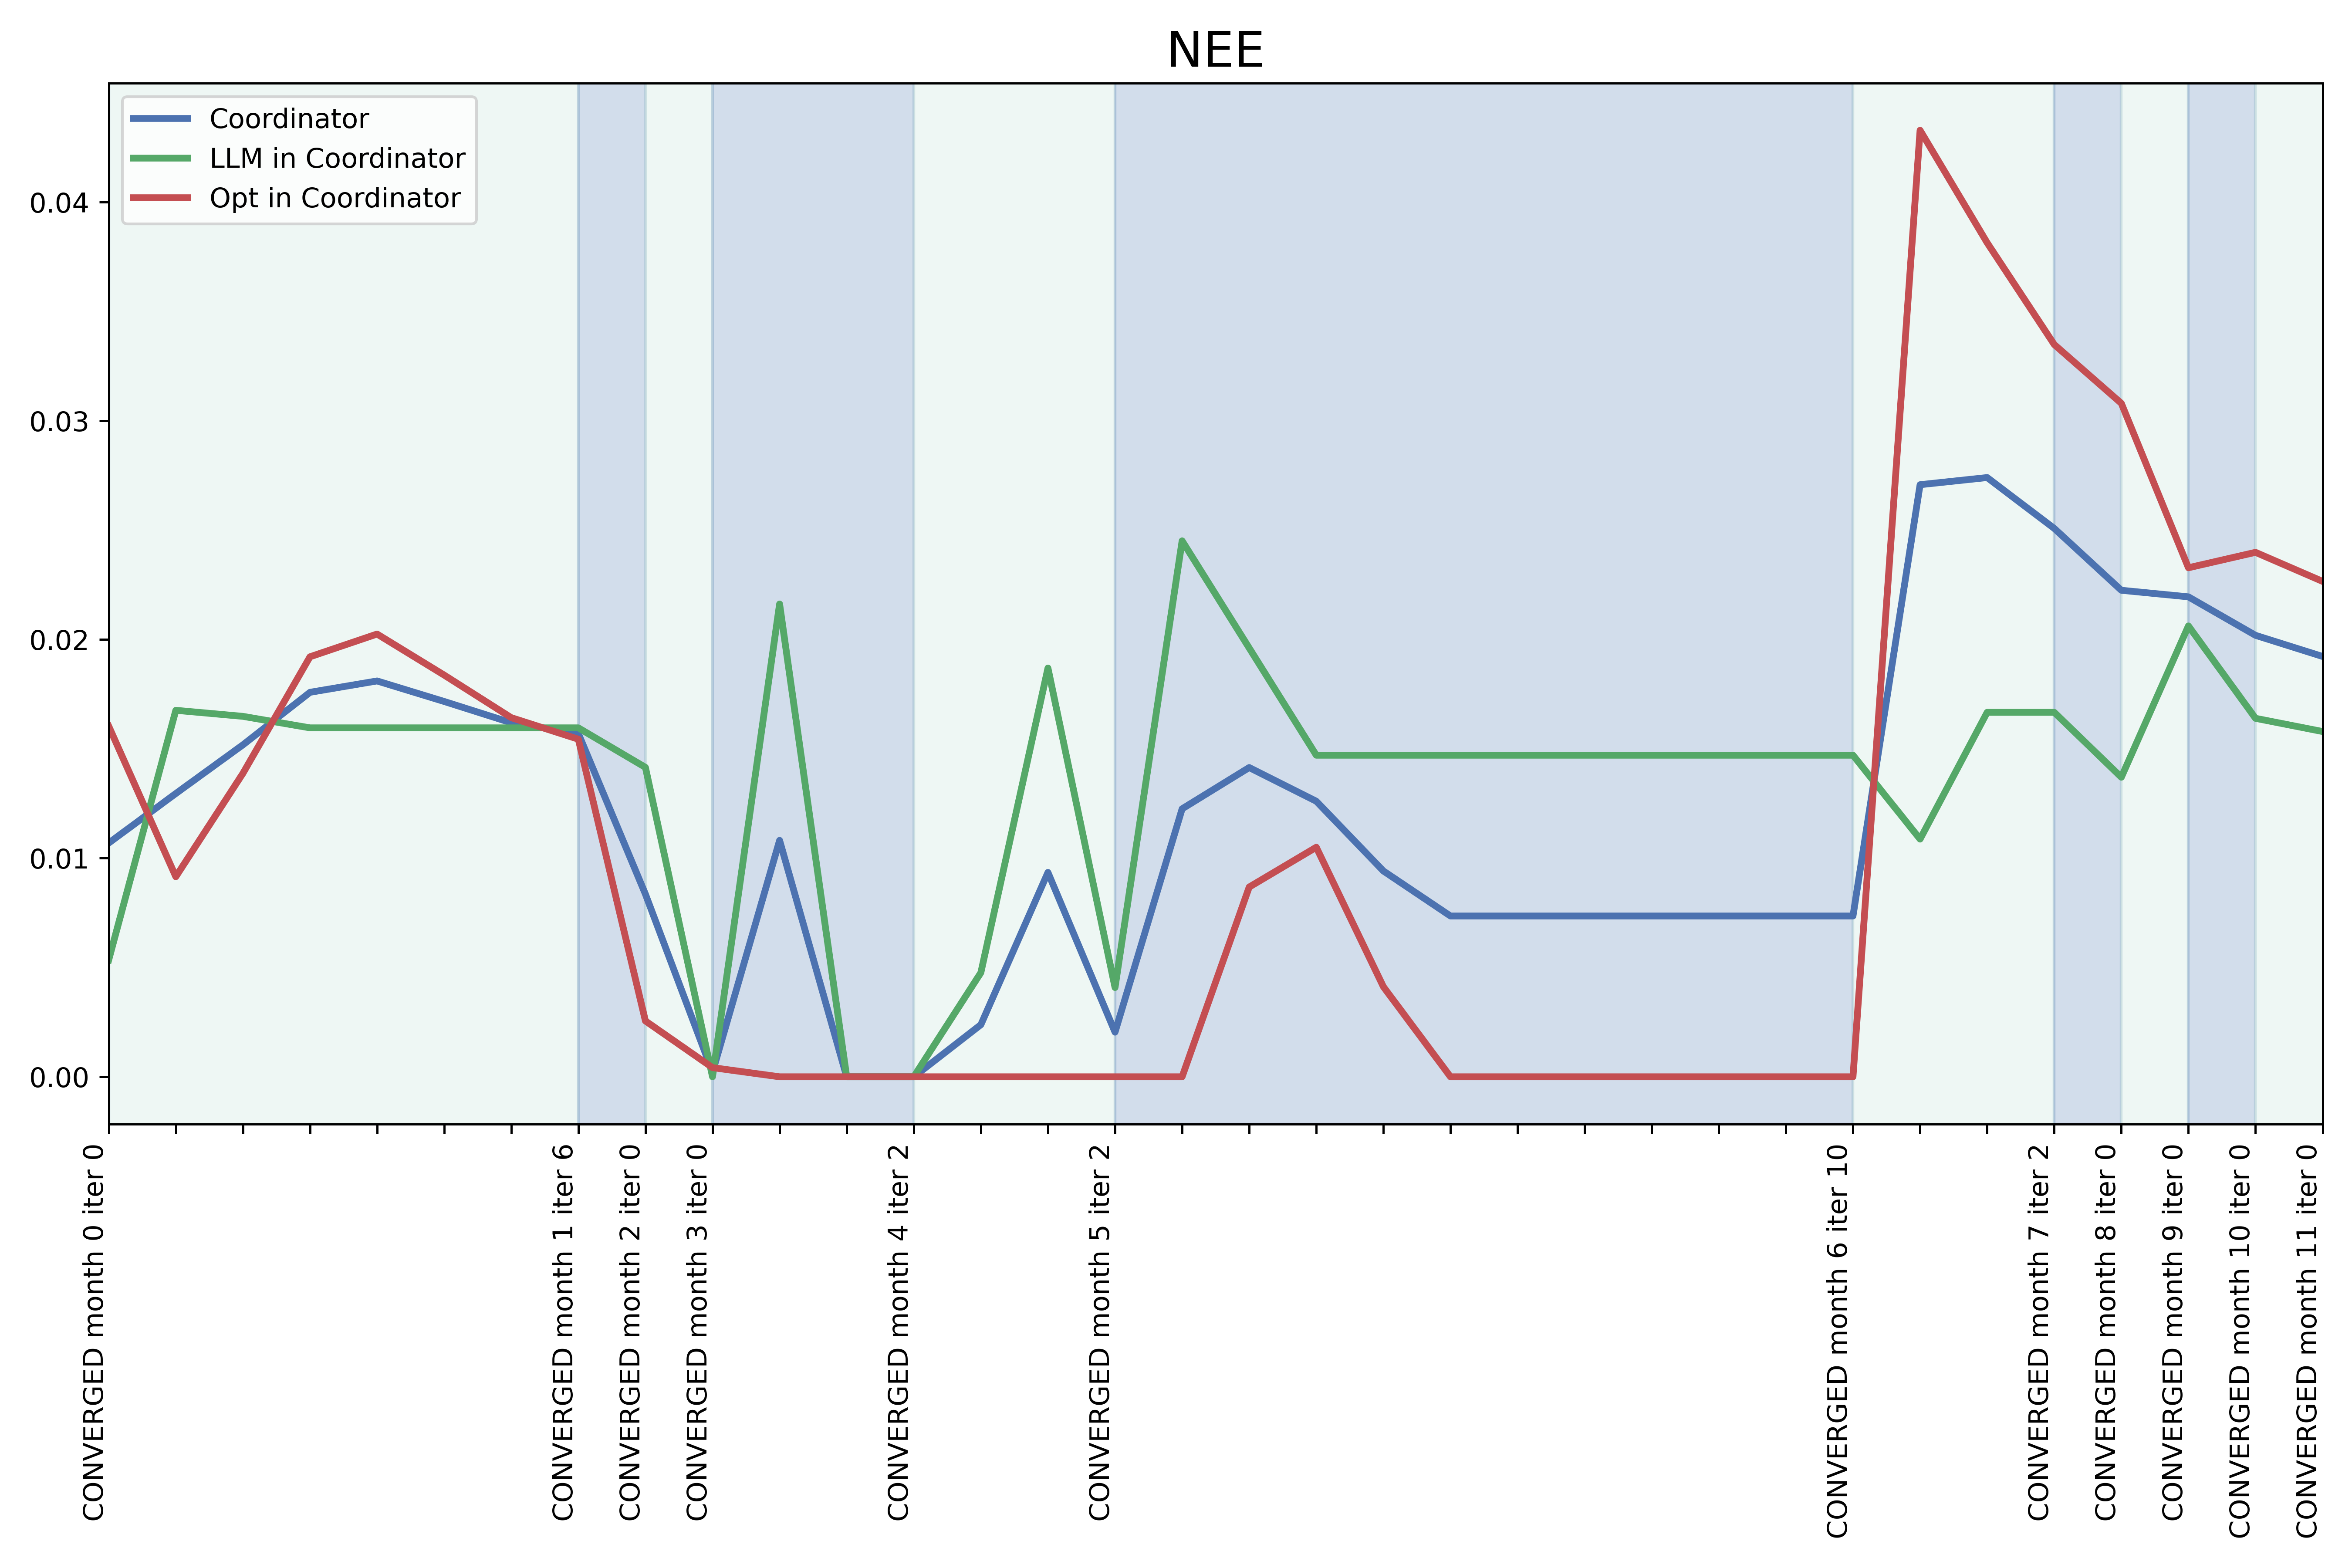 NEE
Coordinator
LLM in Coordinator
Opt in Coordinator
0.04
0.03
0.02
0.01
0.00
CONVERGED month 0 iter 0
CONVERGED month 1 iter 6
CONVERGED month 2 iter 0
CONVERGED month 3 iter 0
CONVERGED month 4 iter 2
CONVERGED month 5 iter 2
CONVERGED month 6 iter 10
CONVERGED month 7 iter 2
CONVERGED month 8 iter 0
CONVERGED month 9 iter 0
CONVERGED month 10 iter 0
CONVERGED month 11 iter 0